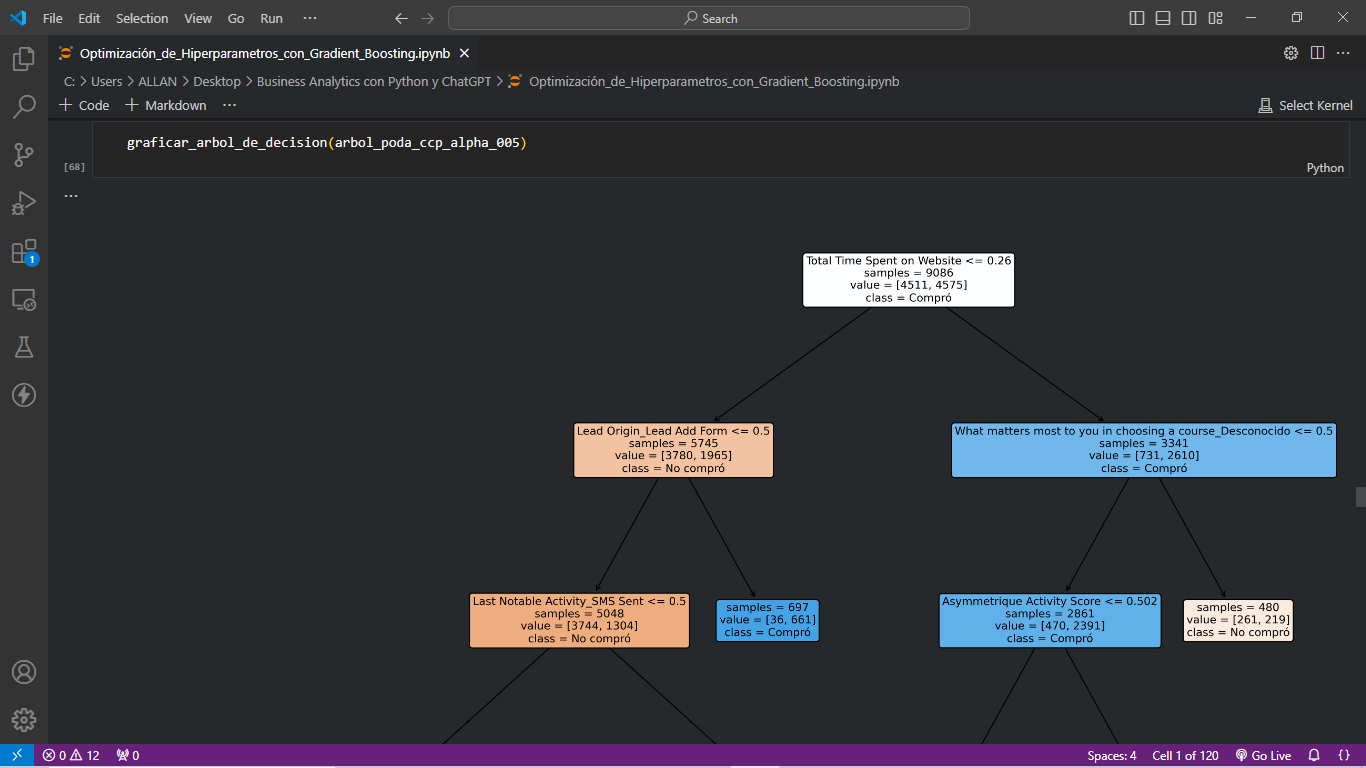 File Edit Selection View Go Run ...
Search
Optimización_de_Hiperparametros_con_Gradient_Boosting.ipynb
C: > Users > ALLAN > Desktop > Business Analytics con Python y ChatGPT > Optimización_de_Hiperparametros_con_Gradient_Boosting.ipynb
+ Code + Markdown ...
Select Kernel
graficar_arbol_de_decision(arbol_poda_ccp_alpha_005)
[68]
Python
...
Total Time Spent on Website <= 0.26
samples = 9086
value = [4511, 4575]
class = Compró
Lead Origin_Lead Add Form <= 0.5
samples = 5745
value = [3780, 1965]
class = No compró
What matters most to you in choosing a course_Desconocido <= 0.5
samples = 3341
value = [731, 2610]
class = Compró
Last Notable Activity_SMS Sent <= 0.5
samples = 5048
value = [3744, 1304]
class = No compró
samples = 697
value = [36, 661]
class = Compró
Asymmetrique Activity Score <= 0.502
samples = 2861
value = [470, 2391]
class = Compró
samples = 480
value = [261, 219]
class = No compró
1
0 12 0
Spaces: 4 Cell 1 of 120 Go Live {}